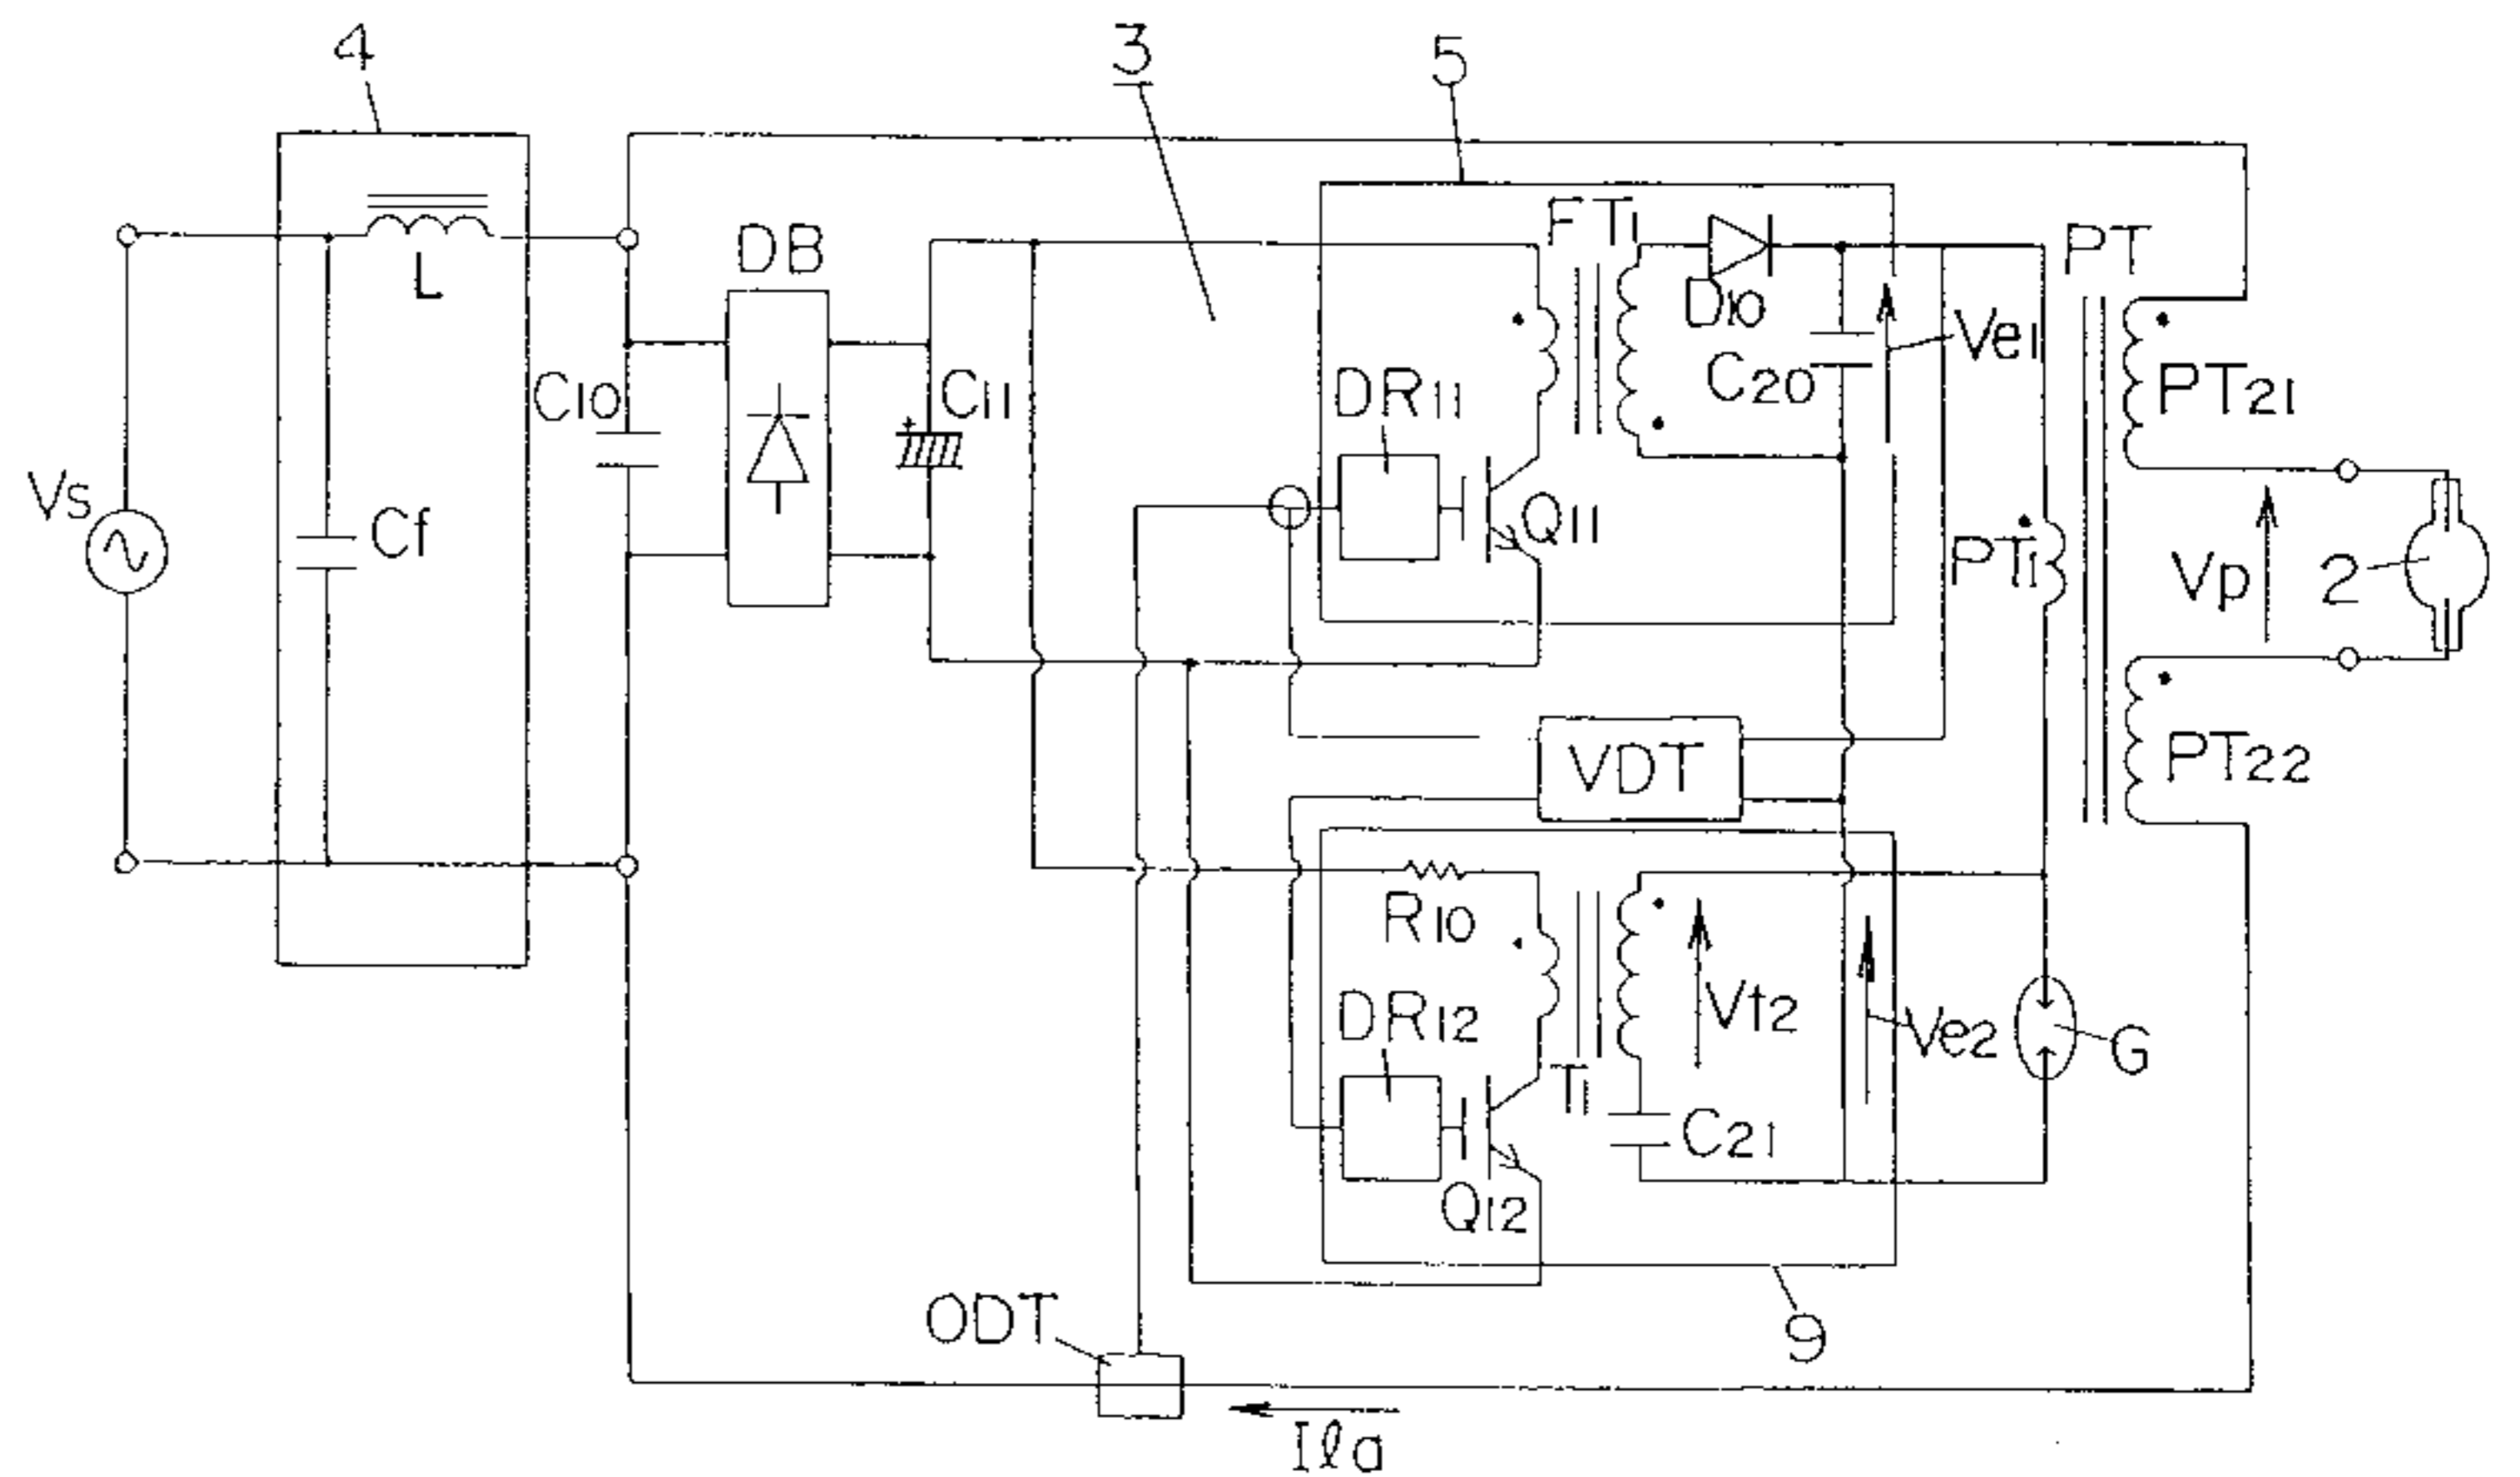 4
3
5
FT1
DB
PT
L
D10
Ve1
C10
C11
DR11
C20
PT21
Vs
Cf
Q11
PT1
Vp
2
VDT
PT22
R10
DR12
Vt2
Ve2
G
T1
C21
Q12
ODT
9
Ila